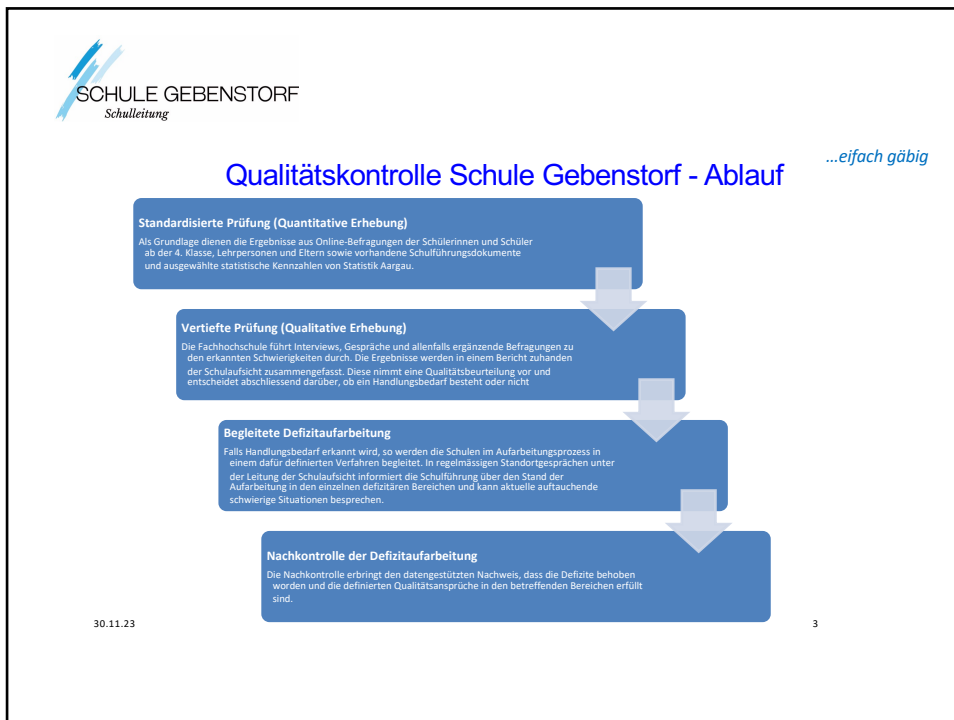 SCHULE GEBENSTORF
Schulleitung
...eifach gäbig
Qualitätskontrolle Schule Gebenstorf - Ablauf
Standardisierte Prüfung (Quantitative Erhebung)
Als Grundlage dienen die Ergebnisse aus Online-Befragungen der Schülerinnen und Schüler
ab der 4. Klasse, Lehrpersonen und Eltern sowie vorhandene Schulführungsdokumente
und ausgewählte statistische Kennzahlen von Statistik Aargau.
Vertiefte Prüfung (Qualitative Erhebung)
Die Fachhochschule führt Interviews, Gespräche und allenfalls ergänzende Befragungen zu
den erkannten Schwierigkeiten durch. Die Ergebnisse werden in einem Bericht zuhanden
der Schulaufsicht zusammengefasst. Diese nimmt eine Qualitätsbeurteilung vor und
entscheidet abschliessend darüber, ob ein Handlungsbedarf besteht oder nicht
Begleitete Defizitaufarbeitung
Falls Handlungsbedarf erkannt wird, so werden die Schulen im Aufarbeitungsprozess in
einem dafür definierten Verfahren begleitet. In regelmässigen Standortgesprächen unter
der Leitung der Schulaufsicht informiert die Schulführung über den Stand der
Aufarbeitung in den einzelnen defizitären Bereichen und kann aktuelle auftauchende
schwierige Situationen besprechen.
Nachkontrolle der Defizitaufarbeitung
Die Nachkontrolle erbringt den datengestützten Nachweis, dass die Defizite behoben
worden und die definierten Qualitätsansprüche in den betreffenden Bereichen erfüllt
sind.
30.11.23
3